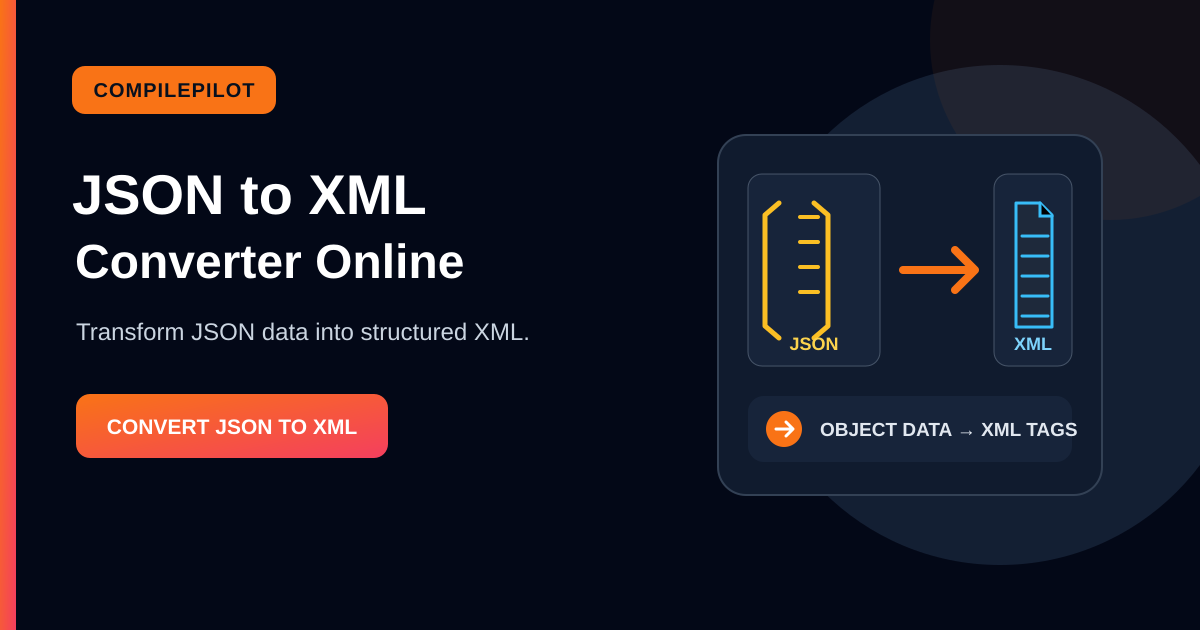 COMPILEPILOT
JSON to XML
Converter Online
Transform JSON data into structured XML.
CONVERT JSON TO XML
JSON
XML
OBJECT DATA → XML TAGS